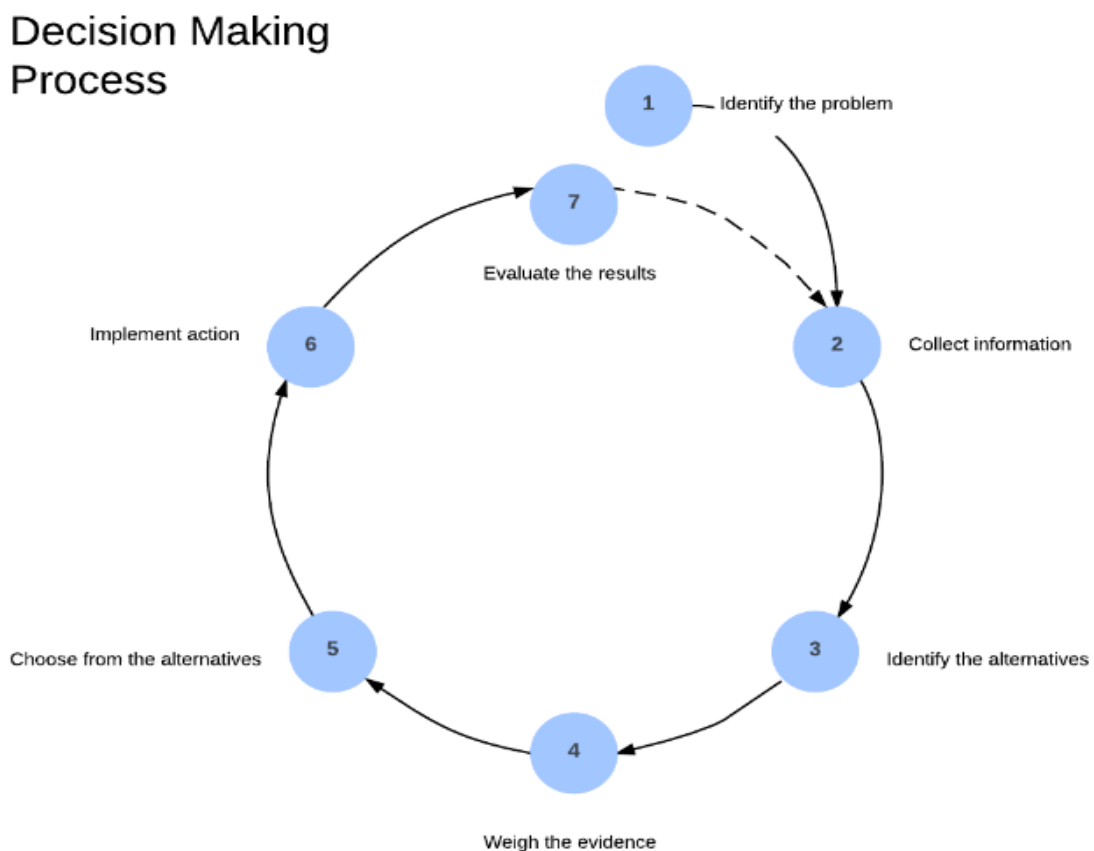 Decision Making
Process
1
Identify the problem
7
Evaluate the results
Implement action
6
2
Collect information
Choose from the alternatives
5
3
Identify the alternatives
4
Weigh the evidence